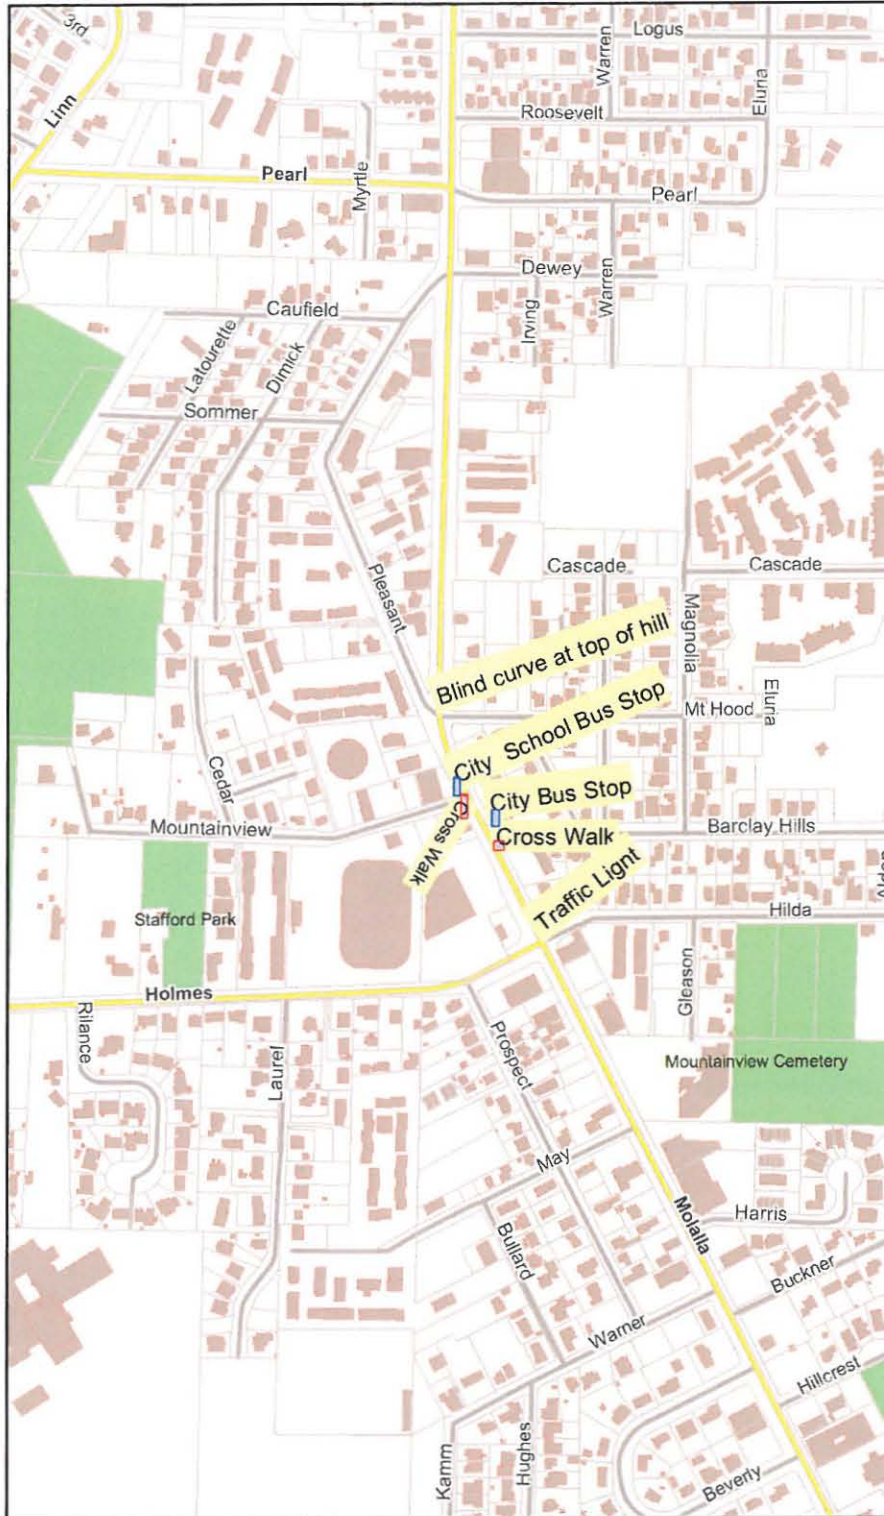 3rd
Linn
Logus
Warren
Eluria
Roosevelt
Myrtle
Pearl
Pearl
Dewey
Irving
Warren
Caufield
Latourette
Dimick
Sommer
Pleasant
Cascade
Cascade
Magnolia
Blind curve at top of hill
Mt Hood
Eluria
City School Bus Stop
Cedar
City Bus Stop
Cross Walk
Mountainview
Cross Walk
Barclay Hills
Traffic Light
Hilda
Stafford Park
Gleason
Holmes
Rilance
Laurel
Prospect
Mountainview Cemetery
May
Molalla
Harris
Bullard
Buckner
Warner
Hillcrest
Kamm
Hughes
Beverly